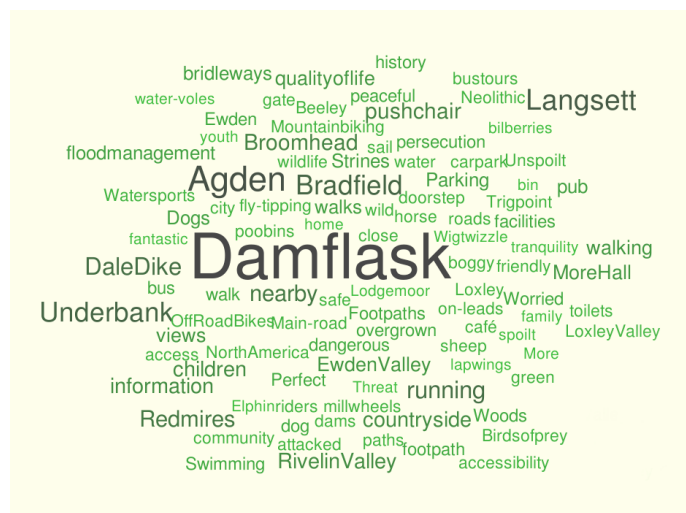 history
bridleways qualityoflife bustours
water-voles gate peaceful Neolithic Langsett
Ewden Beeley pushchair
youth Mountainbiking bilberries
floodmanagement Broomhead sail persecution
wildlife Strines water carpark Unspoilt
Agden Bradfield Parking bin pub
Watersports city fly-tipping walks wild doorstep Trigpoint
Dogs horse roads facilities
fantastic poobins home close Wigtwizzle tranquility walking
Damflask
DaleDike boggy friendly MoreHall
bus walk nearby safe Lodgemoor Loxley Worried
Underbank OffRoadBikes Main-road Footpaths on-leads family toilets
views overgrown café spoilt LoxleyValley
access NorthAmerica dangerous sheep More
children EwdenValley lapwings green
information Perfect Threat running
Redmires Elphin riders millwheels countryside Woods
community dog dams paths Birdsofprey
attacked footpath
Swimming RivelinValley accessibility